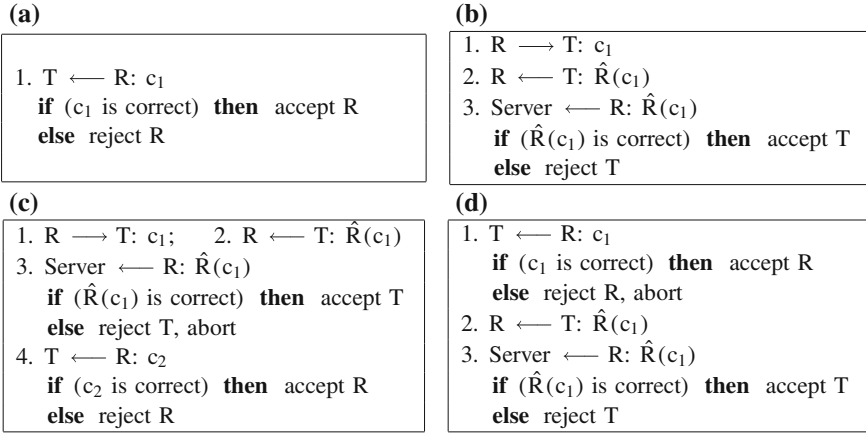 (a)
1. T ⟵ R: c₁
if (c₁ is correct) then accept R
else reject R
(b)
1. R ⟶ T: c₁
2. R ⟵ T: R̂(c₁)
3. Server ⟵ R: R̂(c₁)
if (R̂(c₁) is correct) then accept T
else reject T
(c)
1. R ⟶ T: c₁; 2. R ⟵ T: R̂(c₁)
3. Server ⟵ R: R̂(c₁)
if (R̂(c₁) is correct) then accept T
else reject T, abort
4. T ⟵ R: c₂
if (c₂ is correct) then accept R
else reject R
(d)
1. T ⟵ R: c₁
if (c₁ is correct) then accept R
else reject R, abort
2. R ⟵ T: R̂(c₁)
3. Server ⟵ R: R̂(c₁)
if (R̂(c₁) is correct) then accept T
else reject T